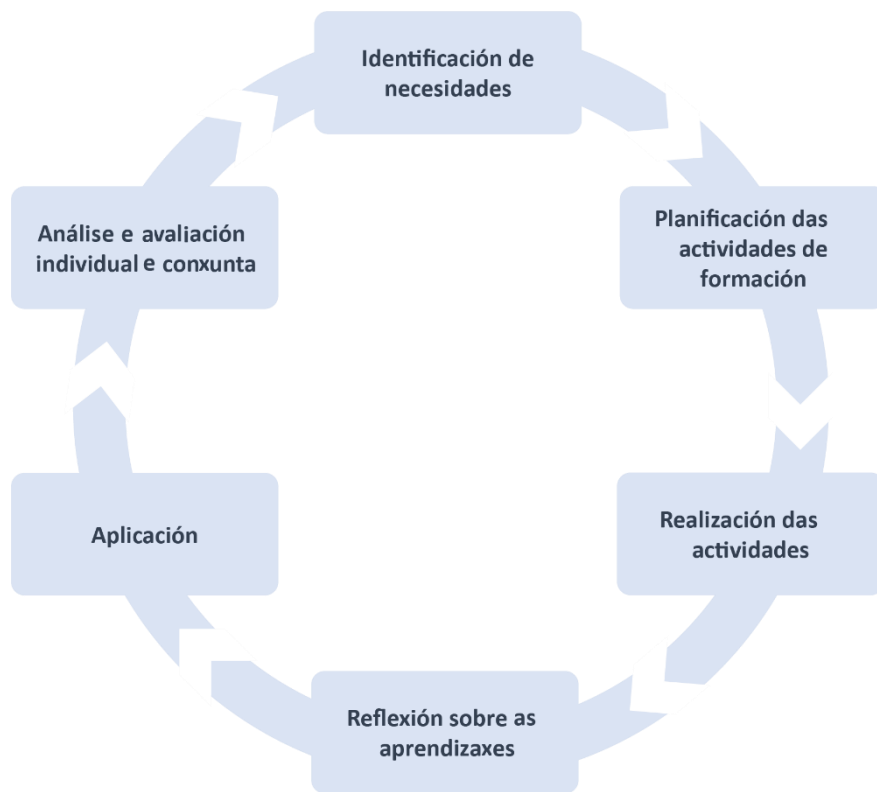 Identificación de
necesidades
Planificación das
actividades de
formación
Realización das
actividades
Reflexión sobre as
aprendizaxes
Aplicación
Análise e avaliación
individual e conxunta